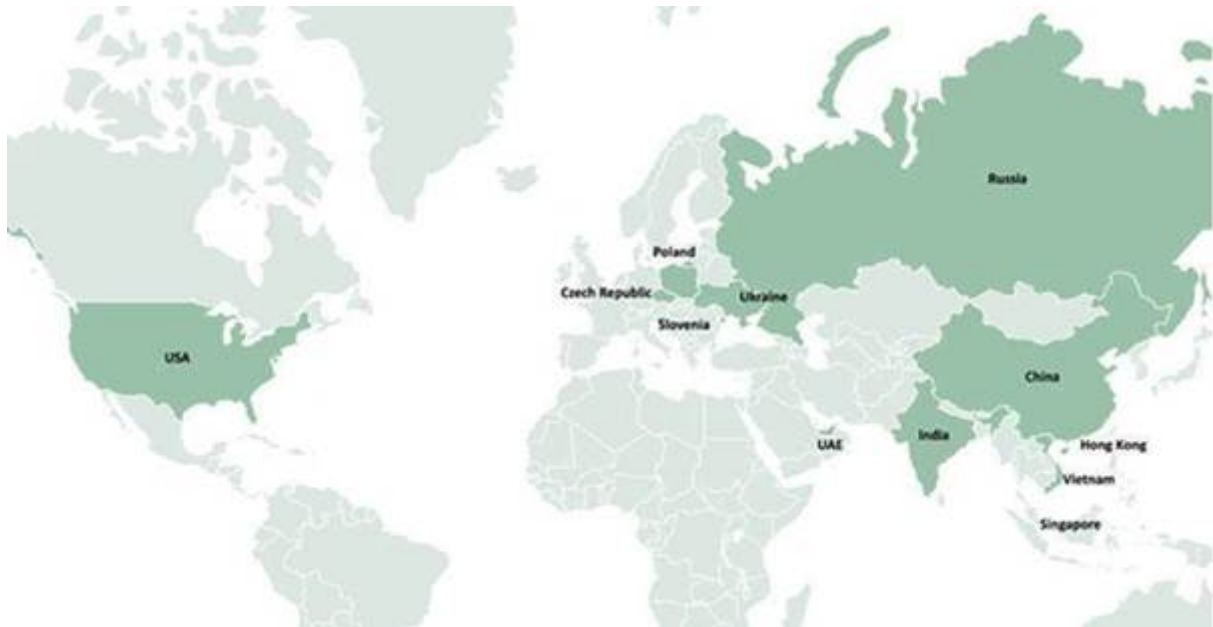 Russia
Poland
Czech Republic
Ukraine
Slovenia
USA
China
India
UAE
Hong Kong
Vietnam
Singapore